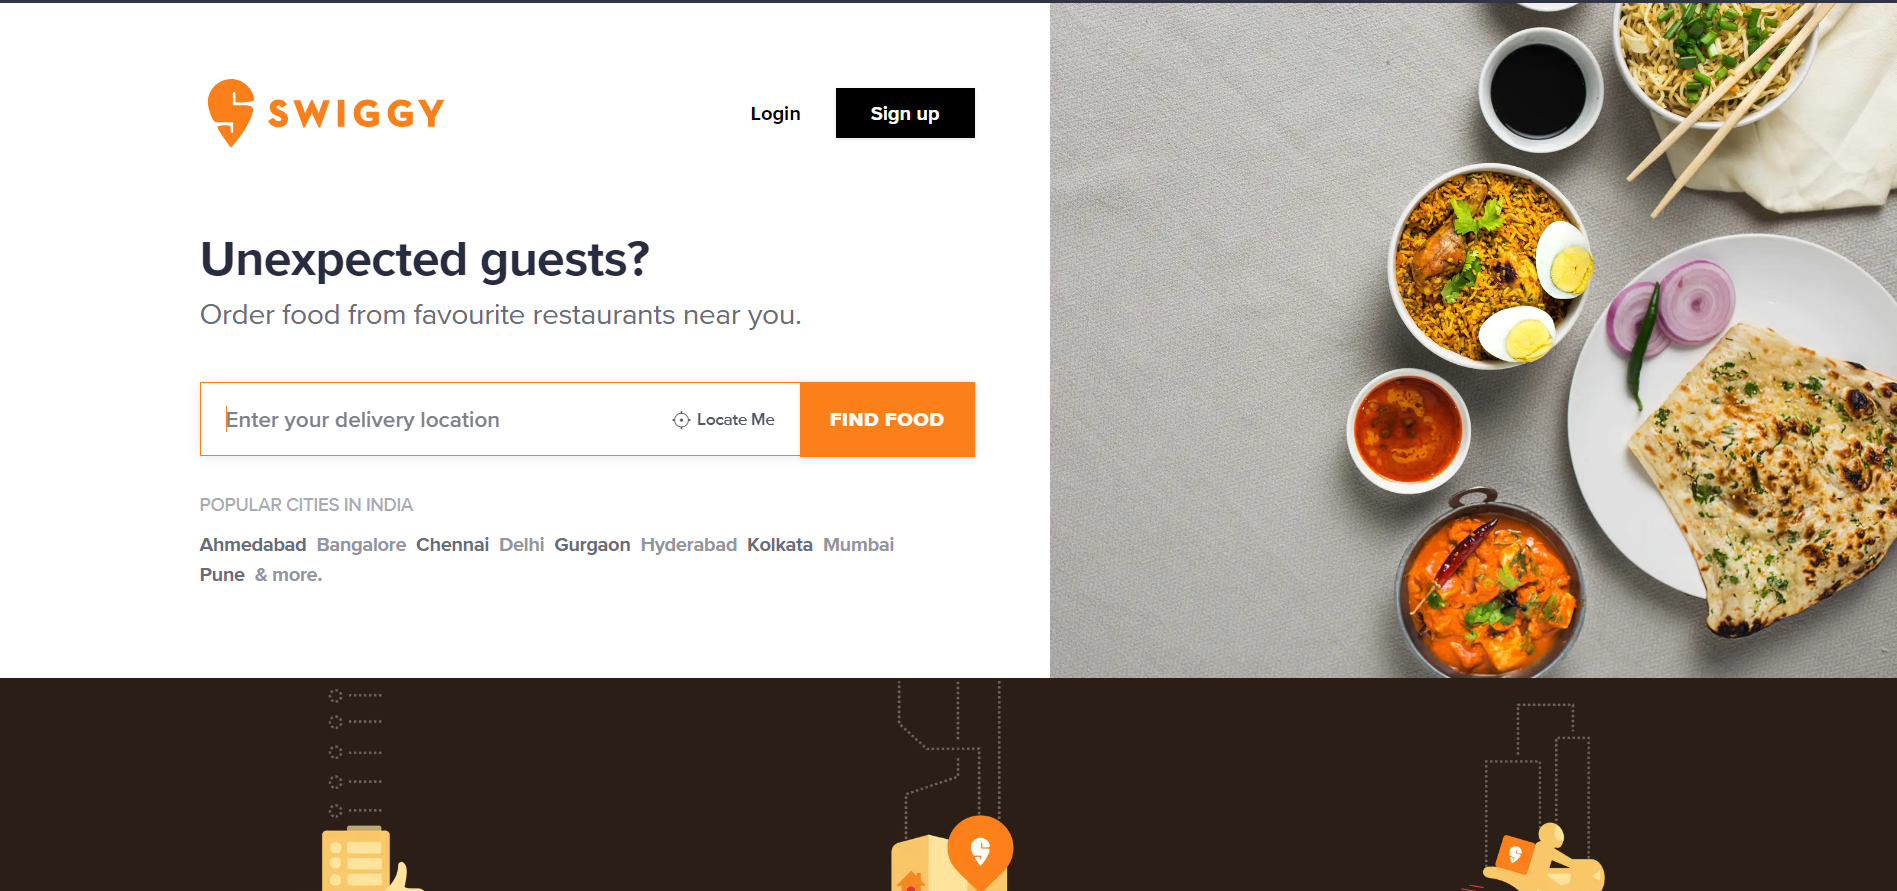 SWIGGY
Login
Sign up
Unexpected guests?
Order food from favourite restaurants near you.
Enter your delivery location
Locate Me
FIND FOOD
POPULAR CITIES IN INDIA
Ahmedabad Bangalore Chennai Delhi Gurgaon Hyderabad Kolkata Mumbai
Pune & more.